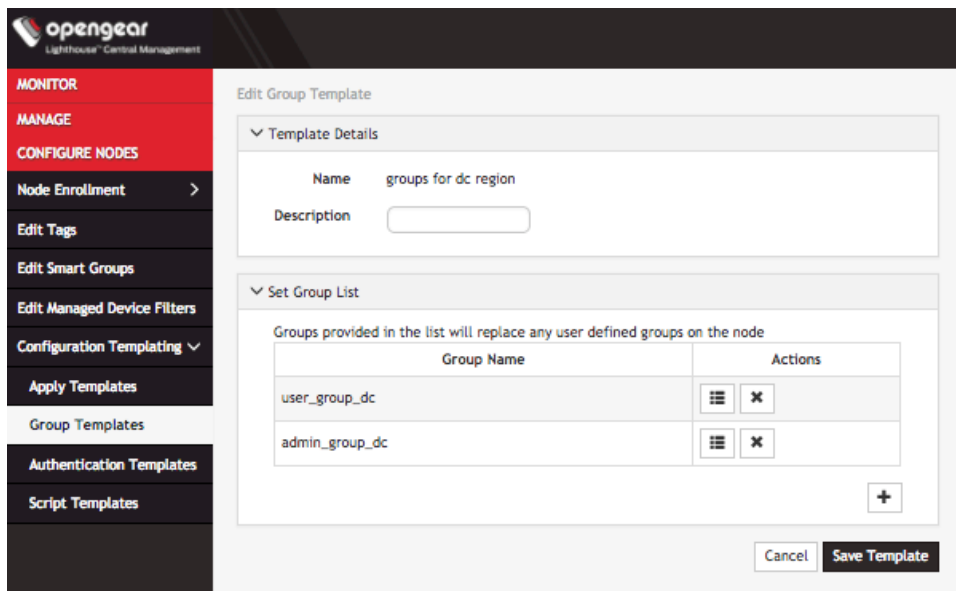 opengear
Lighthouse™ Central Management
MONITOR
MANAGE
CONFIGURE NODES
Node Enrollment
Edit Tags
Edit Smart Groups
Edit Managed Device Filters
Configuration Templating
Apply Templates
Group Templates
Authentication Templates
Script Templates
Edit Group Template
Template Details
Name groups for dc region
Description
Set Group List
Groups provided in the list will replace any user defined groups on the node
Group Name Actions
user_group_dc
admin_group_dc
Cancel Save Template